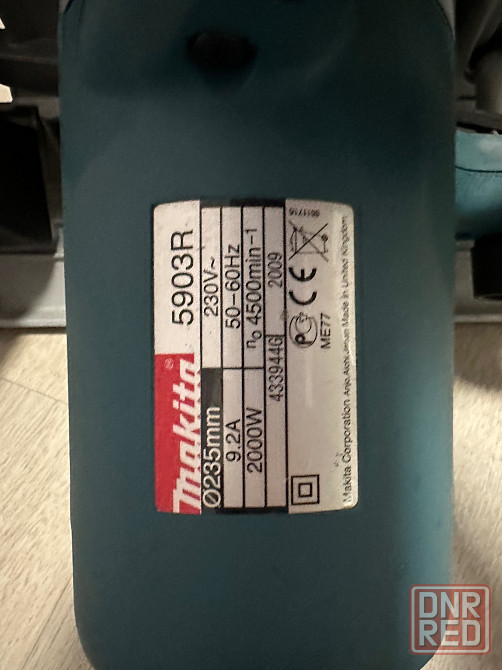 Makita® 5903R
Ø235mm 230V~
9.2A 50-60Hz
2000W n₀ 4500min⁻¹
433944G 2009
PC CE
ME77
Makita Corporation Anjo, Aichi, Japan Made in United Kingdom
DNR
RED